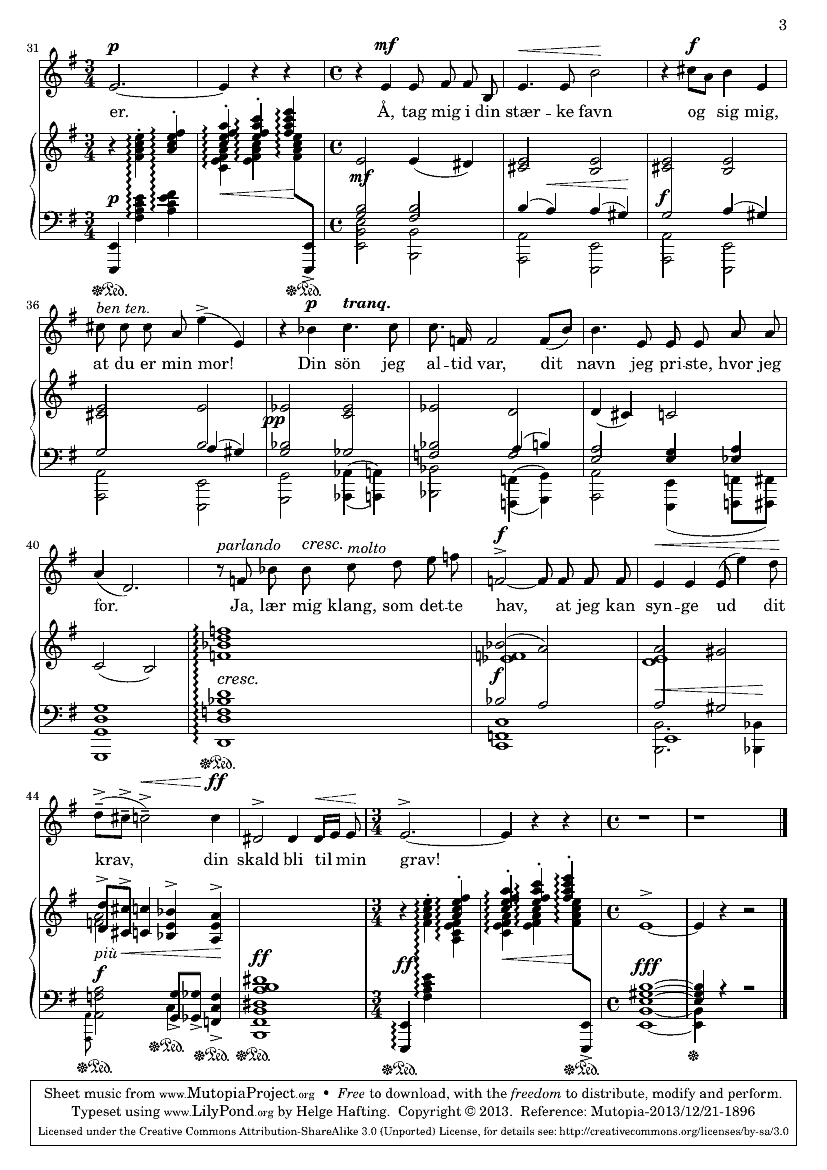 3
31
p
mf
f
er. Å, tag mig i din stær - ke favn og sig mig,
mf
p
f
36
ben ten.
p tranq.
at du er min mor! Din sön jeg al - tid var, dit navn jeg pri - ste, hvor jeg
pp
40
parlando cresc. molto
f
for. Ja, lær mig klang, som det - te hav, at jeg kan syn - ge ud dit
cresc.
f
44
ff
krav, din skald bli til min grav!
più
f
ff
ff
fff
Sheet music from www.MutopiaProject.org • Free to download, with the freedom to distribute, modify and perform.
Typeset using www.LilyPond.org by Helge Hafting. Copyright © 2013. Reference: Mutopia-2013/12/21-1896
Licensed under the Creative Commons Attribution-ShareAlike 3.0 (Unported) License, for details see: http://creativecommons.org/licenses/by-sa/3.0